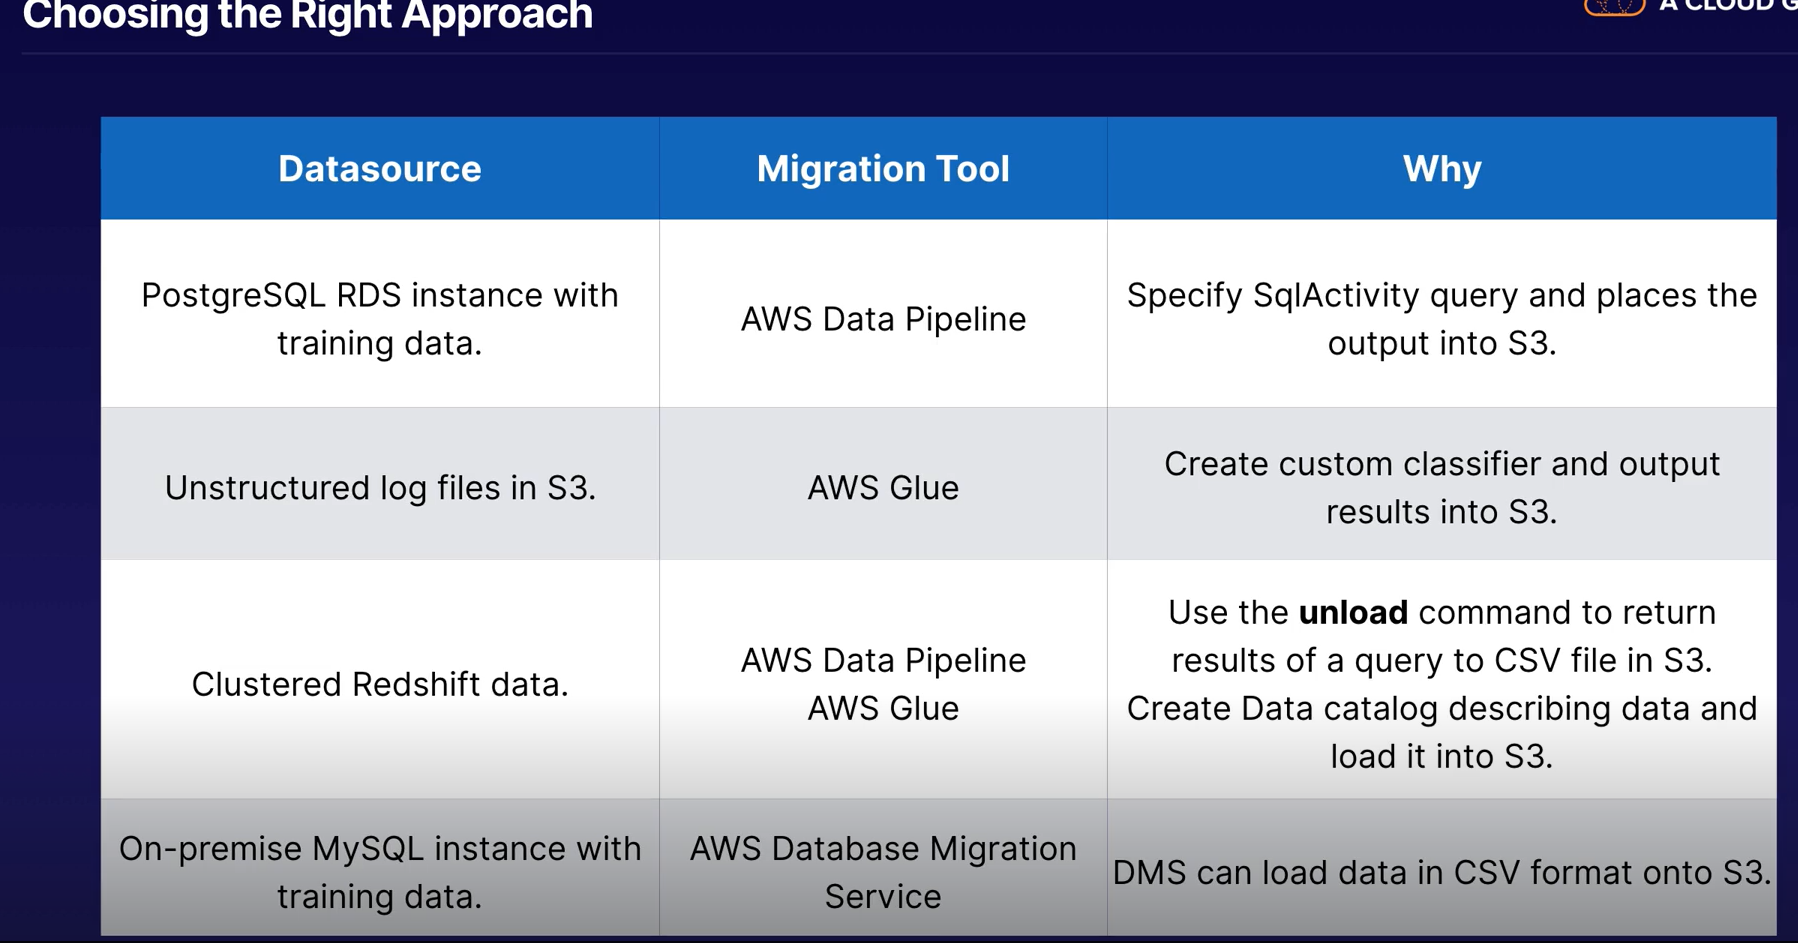 Choosing the Right Approach
A CLOUD G
Datasource
Migration Tool
Why
PostgreSQL RDS instance with
training data.
AWS Data Pipeline
Specify SqlActivity query and places the
output into S3.
Unstructured log files in S3.
AWS Glue
Create custom classifier and output
results into S3.
Clustered Redshift data.
AWS Data Pipeline
AWS Glue
Use the unload command to return
results of a query to CSV file in S3.
Create Data catalog describing data and
load it into S3.
On-premise MySQL instance with
training data.
AWS Database Migration
Service
DMS can load data in CSV format onto S3.